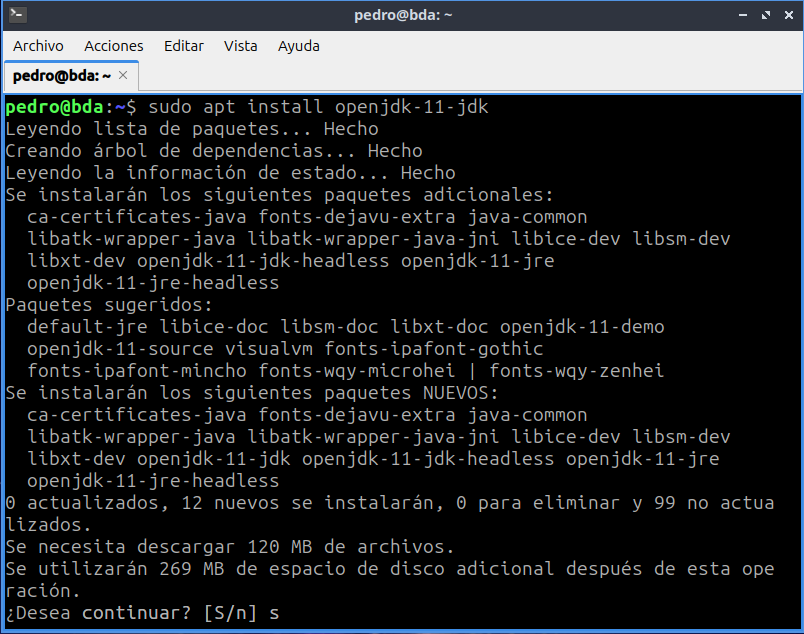 pedro@bda: ~
Archivo Acciones Editar Vista Ayuda
pedro@bda: ~
pedro@bda:~$ sudo apt install openjdk-11-jdk
Leyendo lista de paquetes... Hecho
Creando árbol de dependencias... Hecho
Leyendo la información de estado... Hecho
Se instalarán los siguientes paquetes adicionales:
  ca-certificates-java fonts-dejavu-extra java-common
  libatk-wrapper-java libatk-wrapper-java-jni libice-dev libsm-dev
  libxt-dev openjdk-11-jdk-headless openjdk-11-jre
  openjdk-11-jre-headless
Paquetes sugeridos:
  default-jre libice-doc libsm-doc libxt-doc openjdk-11-demo
  openjdk-11-source visualvm fonts-ipafont-gothic
  fonts-ipafont-mincho fonts-wqy-microhei | fonts-wqy-zenhei
Se instalarán los siguientes paquetes NUEVOS:
  ca-certificates-java fonts-dejavu-extra java-common
  libatk-wrapper-java libatk-wrapper-java-jni libice-dev libsm-dev
  libxt-dev openjdk-11-jdk openjdk-11-jdk-headless openjdk-11-jre
  openjdk-11-jre-headless
0 actualizados, 12 nuevos se instalarán, 0 para eliminar y 99 no actua
lizados.
Se necesita descargar 120 MB de archivos.
Se utilizarán 269 MB de espacio de disco adicional después de esta ope
ración.
¿Desea continuar? [S/n] s